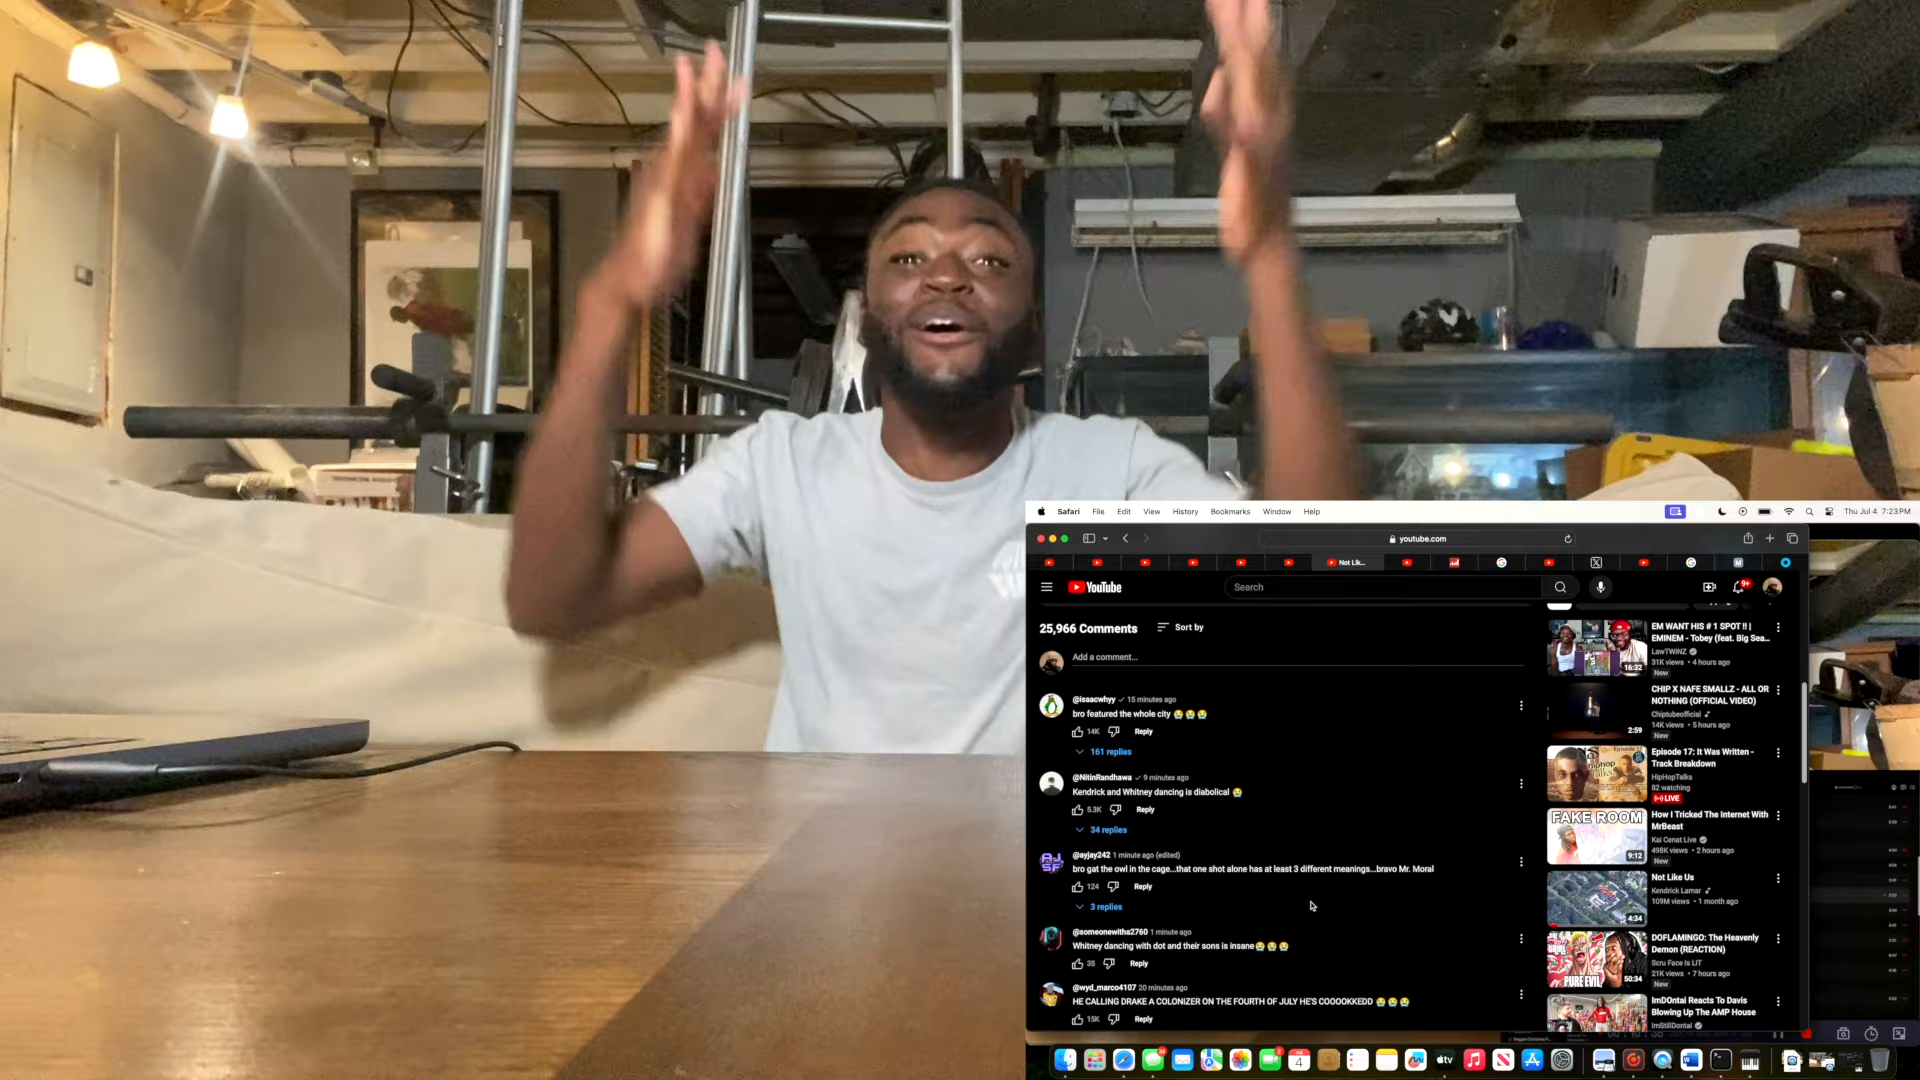 Safari File Edit View History Bookmarks Window Help
Thu Jul 4 7:23 PM
youtube.com
Not Lik...
YouTube
Search
9+
25,966 Comments
Sort by
Add a comment...
@isaacwhyy 15 minutes ago
bro featured the whole city 😭😭😭
14K Reply
161 replies
@NitinRandhawa 9 minutes ago
Kendrick and Whitney dancing is diabolical 😭
5.3K Reply
34 replies
@ayjay242 1 minute ago (edited)
bro gat the owl in the cage...that one shot alone has at least 3 different meanings...bravo Mr. Moral
124 Reply
3 replies
@someonewitha2760 1 minute ago
Whitney dancing with dot and their sons is insane😭😭😭
35 Reply
@wyd_marco4107 20 minutes ago
HE CALLING DRAKE A COLONIZER ON THE FOURTH OF JULY HE'S COOOOKKEDD 😭😭😭
15K Reply
EM WANT HIS # 1 SPOT !! |
EMINEM - Tobey (feat. Big Sea...
LawTWINZ
31K views • 4 hours ago
New
16:32
CHIP X NAFE SMALLZ - ALL OR
NOTHING (OFFICIAL VIDEO)
Chiptubeofficial
14K views • 5 hours ago
New
2:59
Episode 17: It Was Written -
Track Breakdown
HipHopTalks
82 watching
LIVE
FAKE ROOM
How I Tricked The Internet With
MrBeast
Kai Cenat Live
498K views • 2 hours ago
New
9:12
Not Like Us
Kendrick Lamar
109M views • 1 month ago
4:34
DOFLAMINGO: The Heavenly
Demon (REACTION)
Scru Face Is LIT
21K views • 7 hours ago
New
PURE EVIL
50:34
ImDOntai Reacts To Davis
Blowing Up The AMP House
ImStillDontai
4
tv